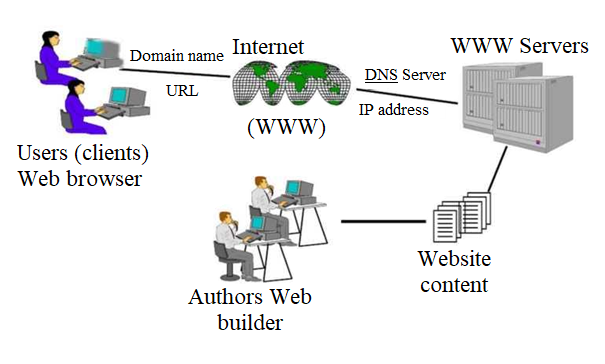 Domain name
URL
Internet
(WWW)
DNS Server
IP address
WWW Servers
Users (clients)
Web browser
Website
content
Authors Web
builder